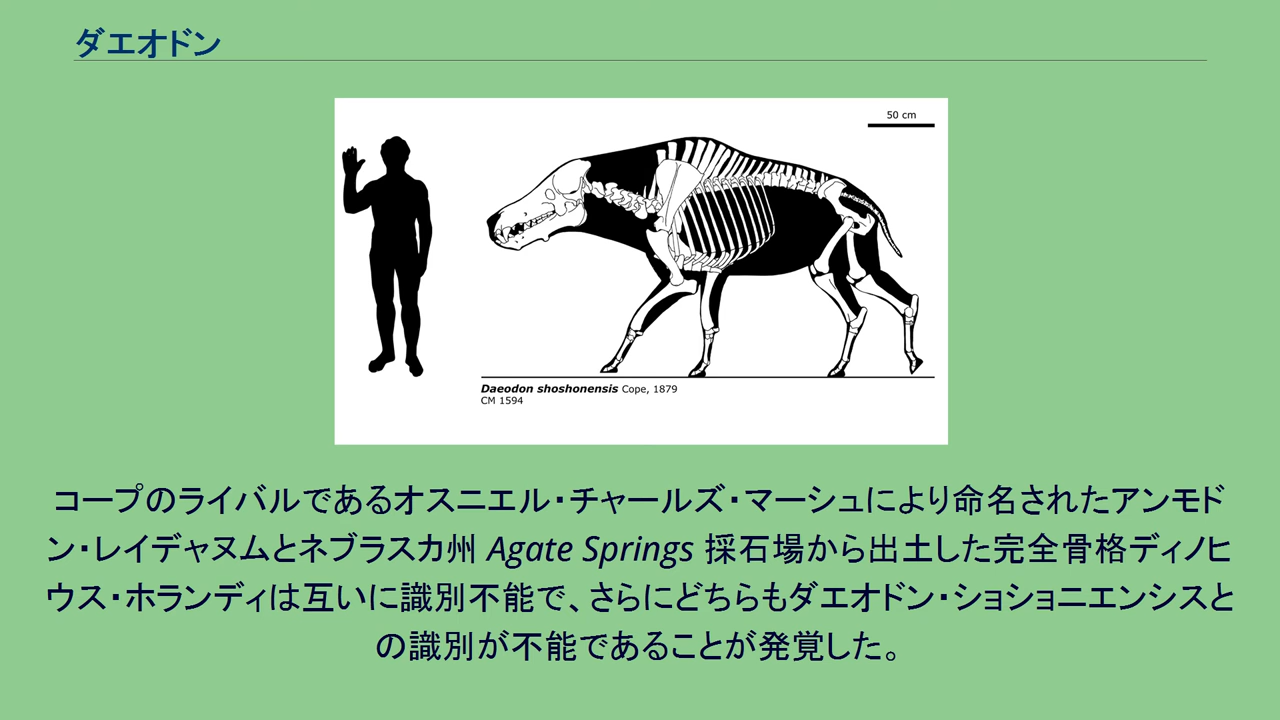 ダエオドン
50 cm
Daeodon shoshonensis Cope, 1879
CM 1594
コープのライバルであるオスニエル・チャールズ・マーシュにより命名されたアンモド
ン・レイデャヌムとネブラスカ州 Agate Springs 採石場から出土した完全骨格ディノヒ
ウス・ホランディは互いに識別不能で、さらにどちらもダエオドン・ショショニエンシスと
の識別が不能であることが発覚した。